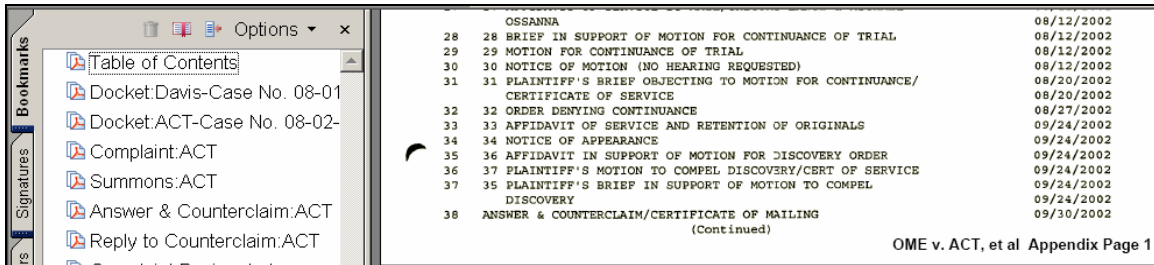 Options
Bookmarks
Signatures
Table of Contents
Docket:Davis-Case No. 08-01
Docket:ACT-Case No. 08-02-
Complaint:ACT
Summons:ACT
Answer & Counterclaim:ACT
Reply to Counterclaim:ACT
OSSANNA 08/12/2002
28 28 BRIEF IN SUPPORT OF MOTION FOR CONTINUANCE OF TRIAL 08/12/2002
29 29 MOTION FOR CONTINUANCE OF TRIAL 08/12/2002
30 30 NOTICE OF MOTION (NO HEARING REQUESTED) 08/12/2002
31 31 PLAINTIFF'S BRIEF OBJECTING TO MOTION FOR CONTINUANCE/ 08/20/2002
CERTIFICATE OF SERVICE 08/20/2002
32 32 ORDER DENYING CONTINUANCE 08/27/2002
33 33 AFFIDAVIT OF SERVICE AND RETENTION OF ORIGINALS 09/24/2002
34 34 NOTICE OF APPEARANCE 09/24/2002
35 36 AFFIDAVIT IN SUPPORT OF MOTION FOR DISCOVERY ORDER 09/24/2002
36 37 PLAINTIFF'S MOTION TO COMPEL DISCOVERY/CERT OF SERVICE 09/24/2002
37 35 PLAINTIFF'S BRIEF IN SUPPORT OF MOTION TO COMPEL 09/24/2002
DISCOVERY 09/24/2002
38 ANSWER & COUNTERCLAIM/CERTIFICATE OF MAILING 09/30/2002
(Continued)
OME v. ACT, et al Appendix Page 1